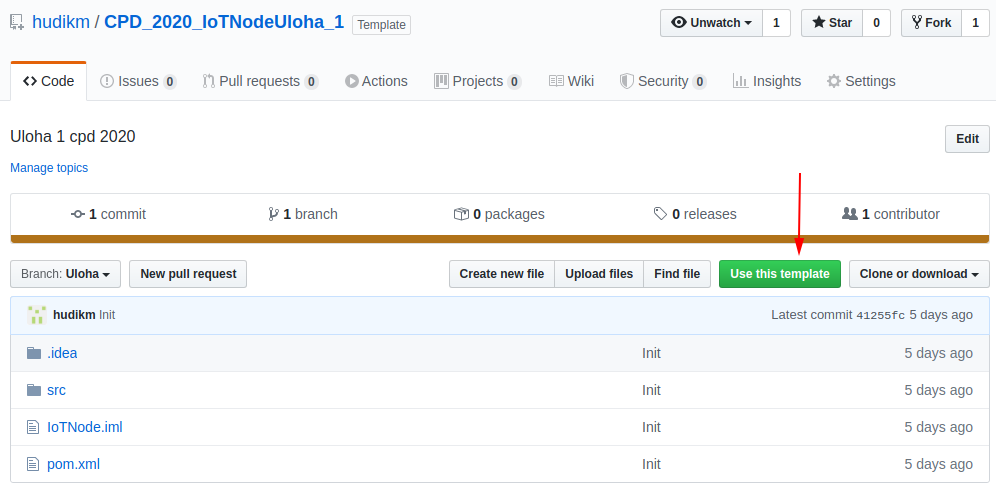 hudikm / CPD_2020_IoTNodeUloha_1 Template Unwatch 1 Star 0 Fork 1
Code Issues 0 Pull requests 0 Actions Projects 0 Wiki Security 0 Insights Settings
Uloha 1 cpd 2020 Edit
Manage topics
1 commit 1 branch 0 packages 0 releases 1 contributor
Branch: Uloha New pull request Create new file Upload files Find file Use this template Clone or download
hudikm Init Latest commit 41255fc 5 days ago
.idea Init 5 days ago
src Init 5 days ago
IoTNode.iml Init 5 days ago
pom.xml Init 5 days ago